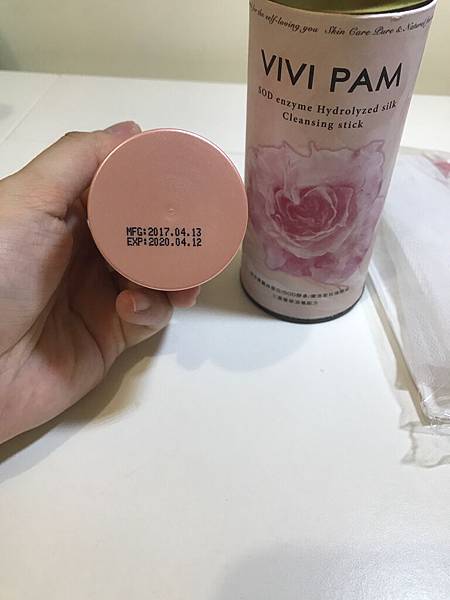 for the self-loving you Skin Care Pure & Natural
VIVI PAM
SOD enzyme Hydrolyzed silk
Cleansing stick
MFG:2017.04.13
EXP:2020.04.12